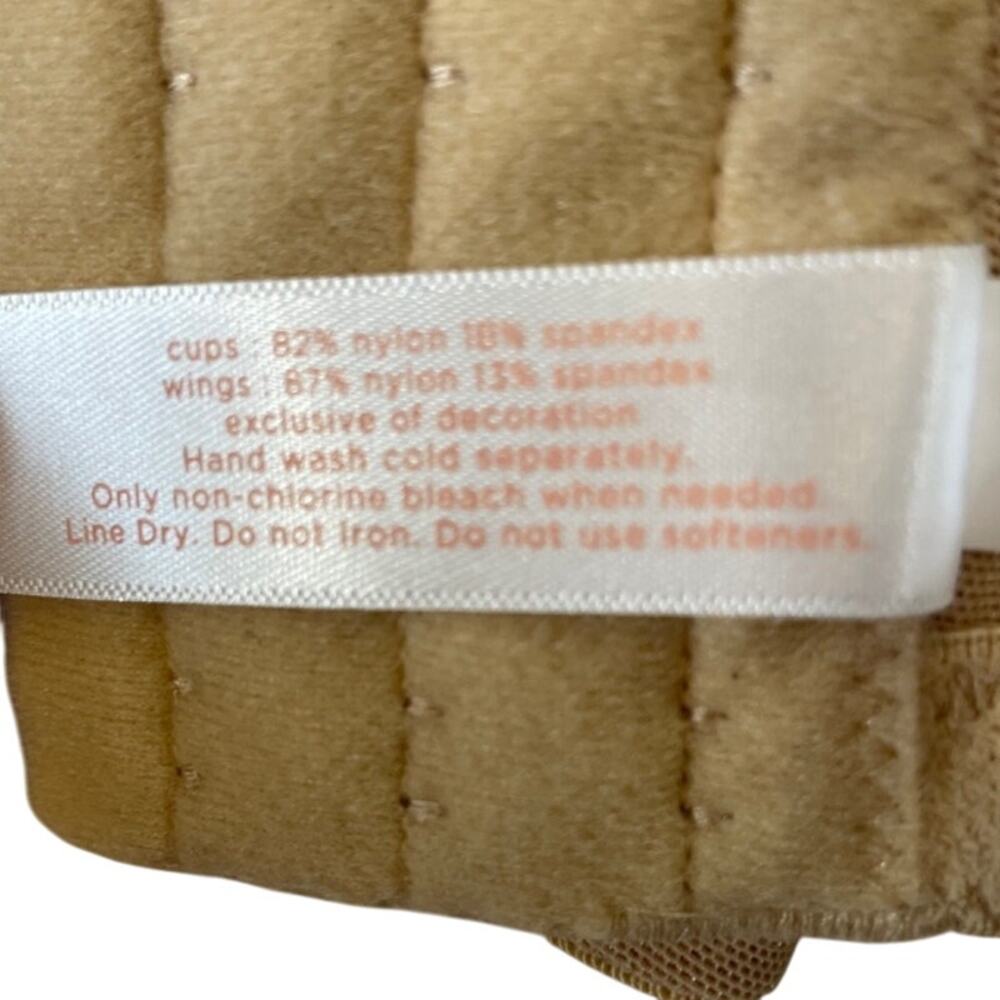 cups : 82% nylon 18% spandex
wings : 87% nylon 13% spandex
exclusive of decoration
Hand wash cold separately.
Only non-chlorine bleach when needed.
Line Dry. Do not Iron. Do not use softeners.